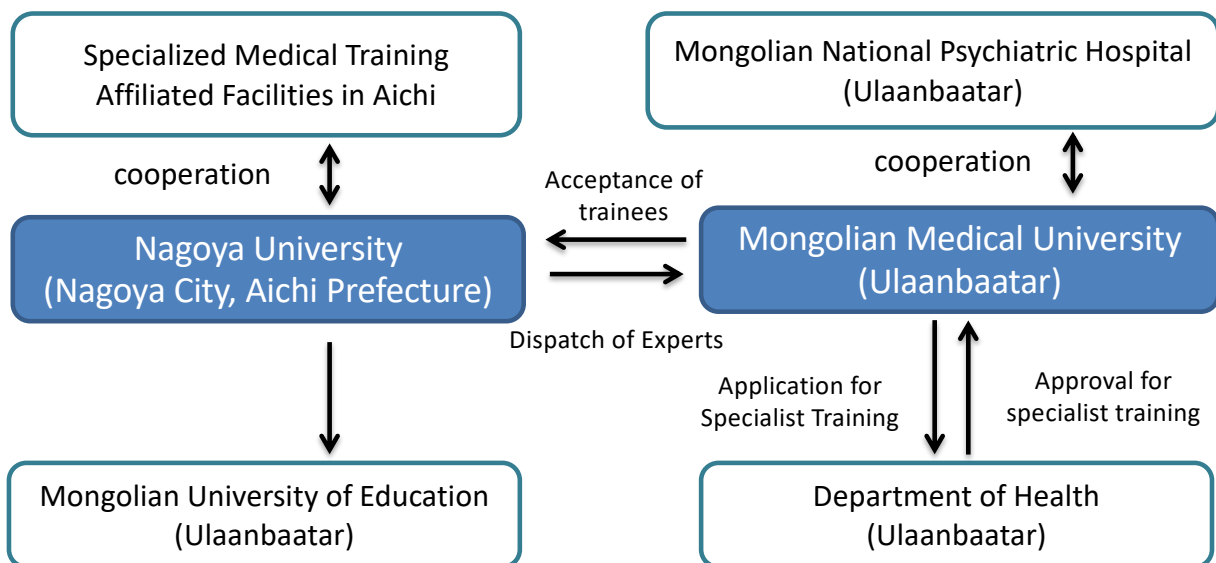 Specialized Medical Training
Affiliated Facilities in Aichi
Mongolian National Psychiatric Hospital
(Ulaanbaatar)
cooperation
cooperation
Acceptance of
trainees
Nagoya University
(Nagoya City, Aichi Prefecture)
Mongolian Medical University
(Ulaanbaatar)
Dispatch of Experts
Application for
Specialist Training
Approval for
specialist training
Mongolian University of Education
(Ulaanbaatar)
Department of Health
(Ulaanbaatar)